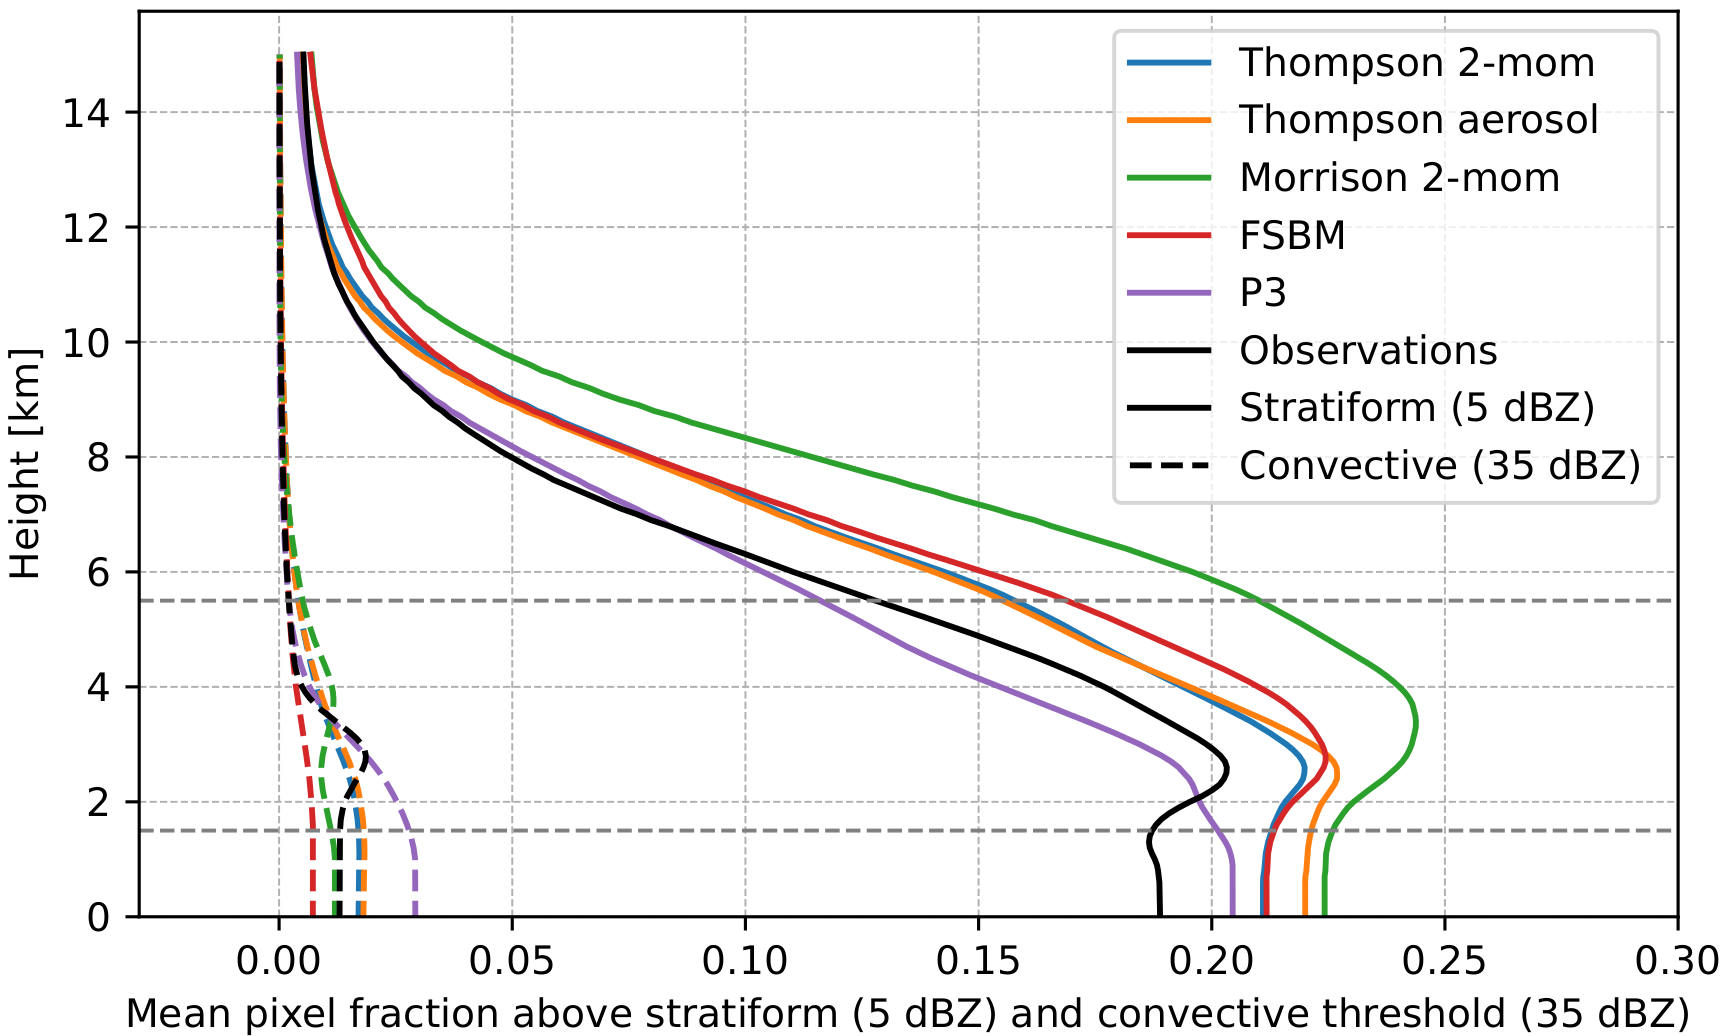 Thompson 2-mom
Thompson aerosol
Morrison 2-mom
FSBM
P3
Observations
Stratiform (5 dBZ)
Convective (35 dBZ)
Height [km]
14
12
10
8
6
4
2
0
0.00 0.05 0.10 0.15 0.20 0.25 0.30
Mean pixel fraction above stratiform (5 dBZ) and convective threshold (35 dBZ)